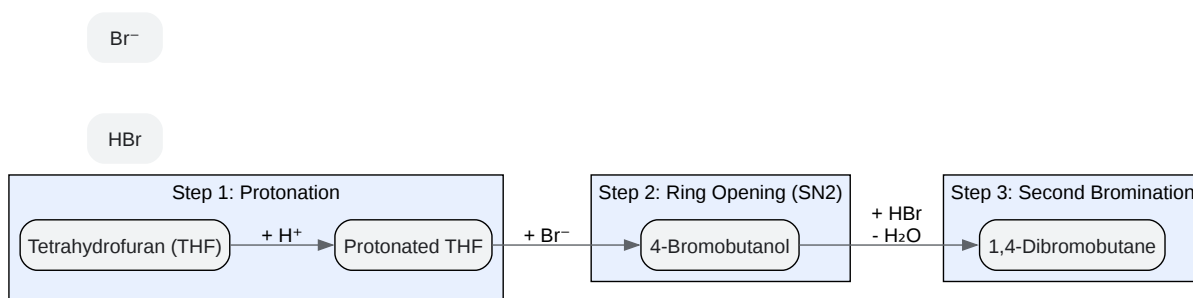 Br⁻
HBr
Step 1: Protonation
Tetrahydrofuran (THF)
+ H⁺
Protonated THF
+ Br⁻
Step 2: Ring Opening (SN2)
4-Bromobutanol
+ HBr
- H₂O
Step 3: Second Bromination
1,4-Dibromobutane